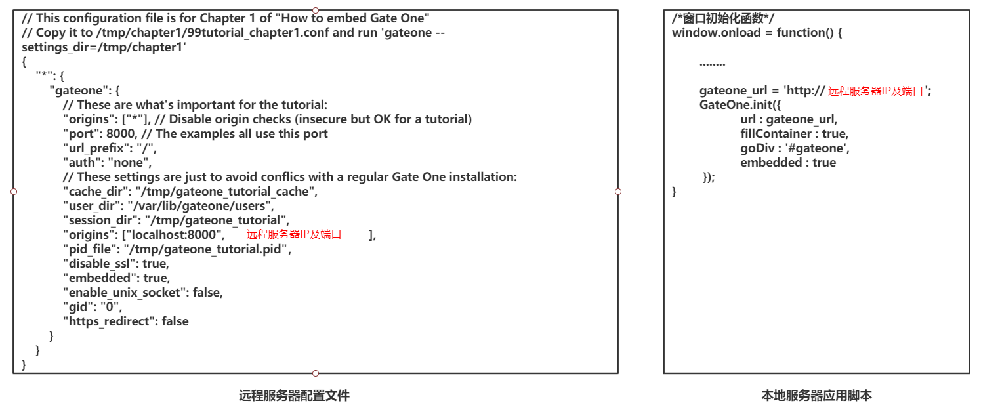 // This configuration file is for Chapter 1 of "How to embed Gate One"
// Copy it to /tmp/chapter1/99tutorial_chapter1.conf and run 'gateone --
settings_dir=/tmp/chapter1'
{
"*": {
"gateone": {
// These are what's important for the tutorial:
"origins": ["*"], // Disable origin checks (insecure but OK for a tutorial)
"port": 8000, // The examples all use this port
"url_prefix": "/",
"auth": "none",
// These settings are just to avoid conflics with a regular Gate One installation:
"cache_dir": "/tmp/gateone_tutorial_cache",
"user_dir": "/var/lib/gateone/users",
"session_dir": "/tmp/gateone_tutorial",
"origins": ["localhost:8000", 远程服务器IP及端口 ],
"pid_file": "/tmp/gateone_tutorial.pid",
"disable_ssl": true,
"embedded": true,
"enable_unix_socket": false,
"gid": "0",
"https_redirect": false
}
}
}
远程服务器配置文件
/*窗口初始化函数*/
window.onload = function() {
........
gateone_url = 'http:// 远程服务器IP及端口 ';
GateOne.init({
url : gateone_url,
fillContainer : true,
goDiv : '#gateone',
embedded : true
});
}
本地服务器应用脚本